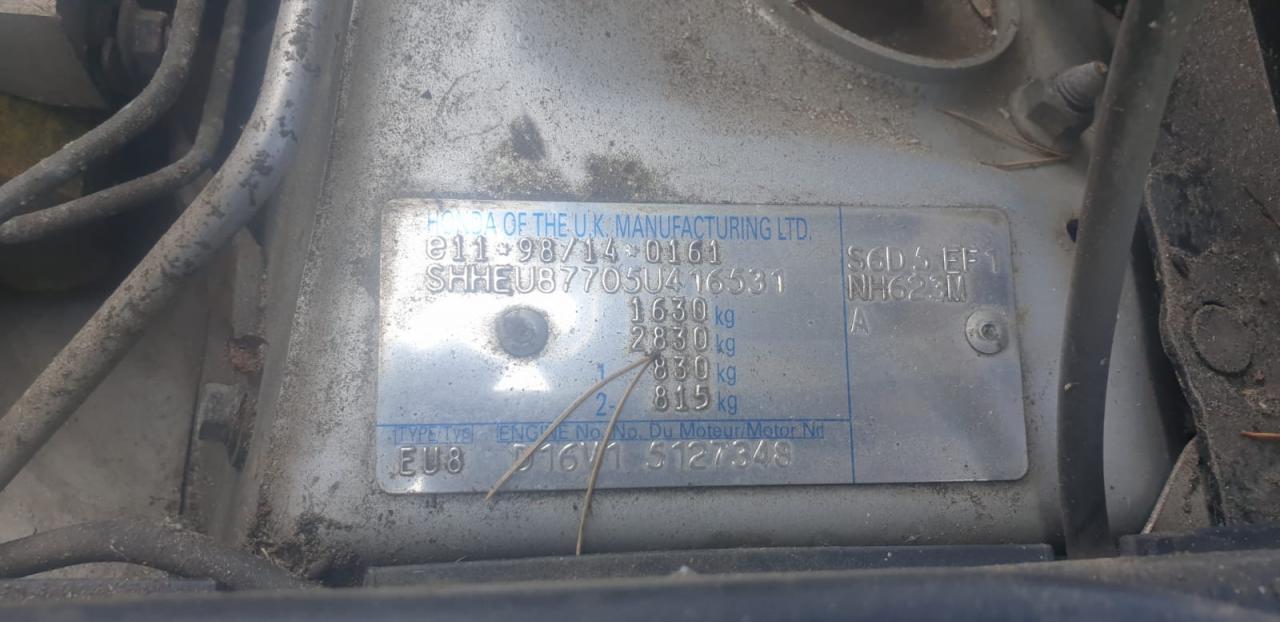 HONDA OF THE U.K. MANUFACTURING LTD.
e11*98/14*0161
SHHEU87705U416531
1630 kg
2830 kg
1- 830 kg
2- 815 kg
TYPE/TYP ENGINE No./No. Du Moteur/Motor Nr
EU8 D16V1 5127348
S6D.5 EF1
NH623M
A